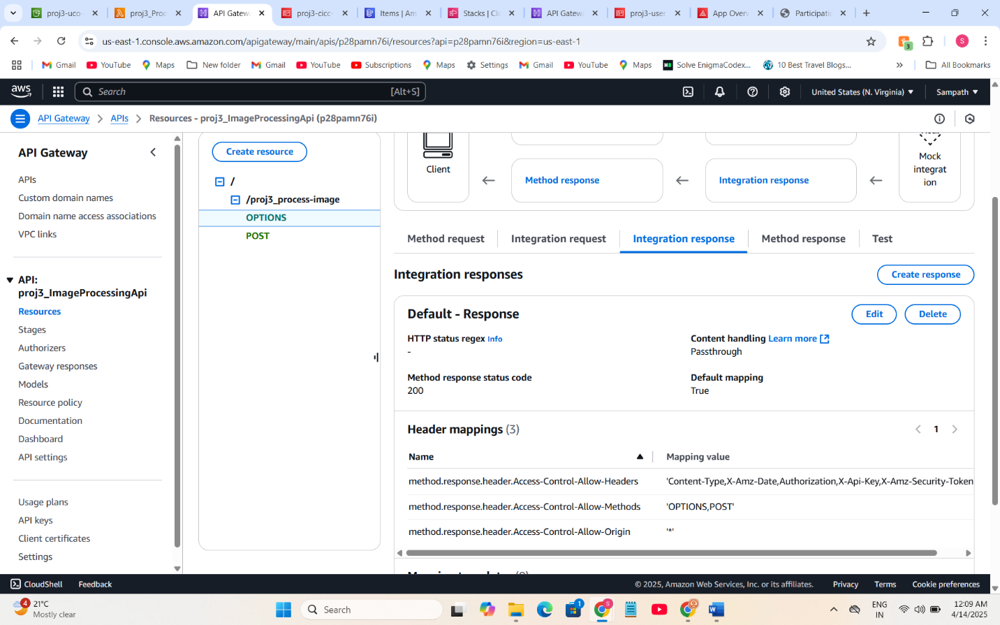 proj3-uco-
proj3_Proc
API Gatew
proj3-cicc-
Items | Am
Stacks | Clo
API Gatew
proj3-user
App Over
Participati
us-east-1.console.aws.amazon.com/apigateway/main/apis/p28pamn76i/resources?api=p28pamn76i&region=us-east-1
3
S
Gmail
YouTube
Maps
New folder
Gmail
YouTube
Subscriptions
Maps
Settings
Gmail
YouTube
Maps
Solve EnigmaCodex...
10 Best Travel Blogs...
All Bookmarks
aws
Search
[Alt+S]
United States (N. Virginia)
Sampath
API Gateway
APIs
Resources - proj3_ImageProcessingApi (p28pamn76i)
API Gateway
APIs
Custom domain names
Domain name access associations
VPC links
API:
proj3_ImageProcessingApi
Resources
Stages
Authorizers
Gateway responses
Models
Resource policy
Documentation
Dashboard
API settings
Usage plans
API keys
Client certificates
Settings
Create resource
/
/proj3_process-image
OPTIONS
POST
Client
Method response
Integration response
Mock
integrat
ion
Method request
Integration request
Integration response
Method response
Test
Integration responses
Create response
Default - Response
Edit
Delete
HTTP status regex Info
-
Content handling Learn more
Passthrough
Method response status code
200
Default mapping
True
Header mappings (3)
1
Name
Mapping value
method.response.header.Access-Control-Allow-Headers
'Content-Type,X-Amz-Date,Authorization,X-Api-Key,X-Amz-Security-Token
method.response.header.Access-Control-Allow-Methods
'OPTIONS,POST'
method.response.header.Access-Control-Allow-Origin
'*'
CloudShell
Feedback
© 2025, Amazon Web Services, Inc. or its affiliates.
Privacy
Terms
Cookie preferences
4
21°C
Mostly clear
Search
1
S
ENG
IN
12:09 AM
4/14/2025